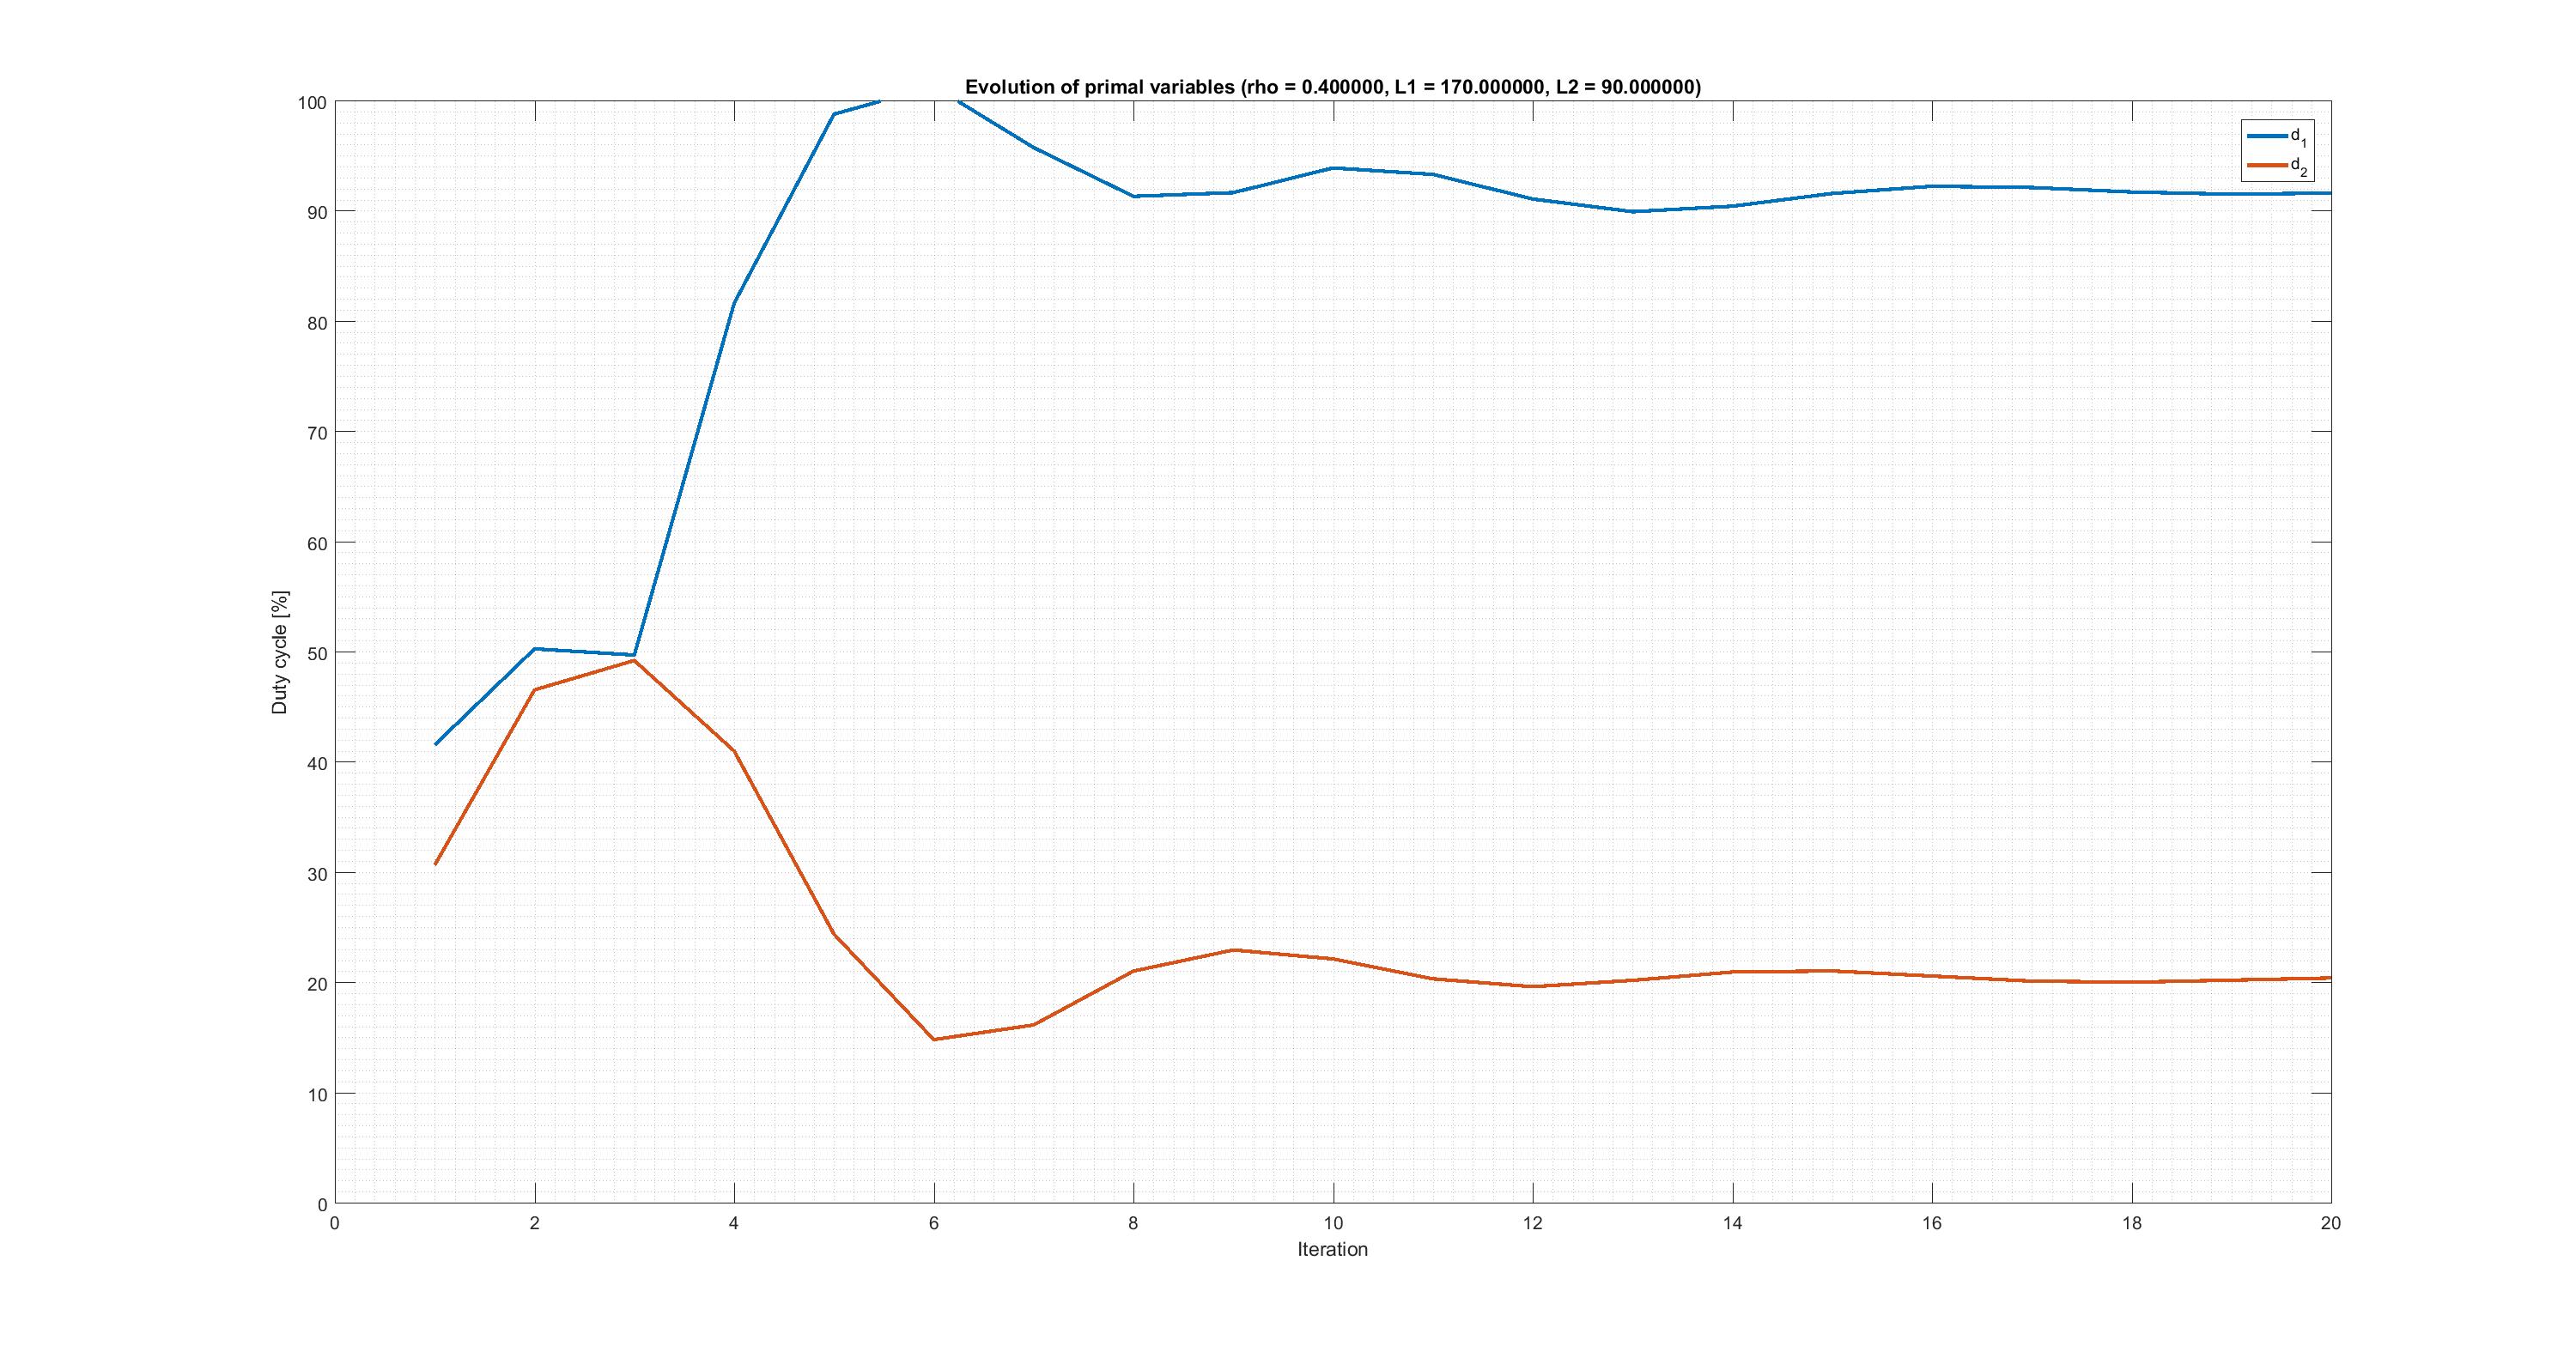 Evolution of primal variables (rho = 0.400000, L1 = 170.000000, L2 = 90.000000)
d1
d2
100
90
80
70
60
50
40
30
20
10
0
Duty cycle [%]
0 2 4 6 8 10 12 14 16 18 20
Iteration